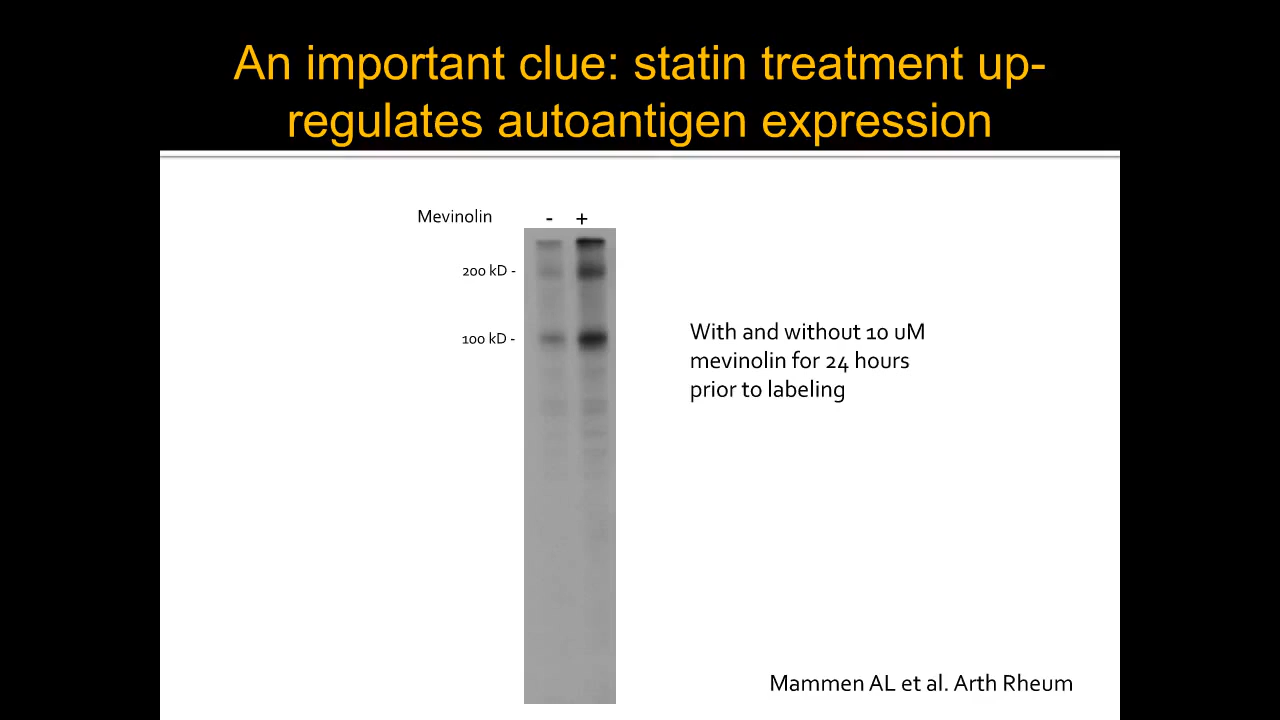 An important clue: statin treatment up-
regulates autoantigen expression
Mevinolin - +
200 kD -
100 kD -
With and without 10 uM
mevinolin for 24 hours
prior to labeling
Mammen AL et al. Arth Rheum